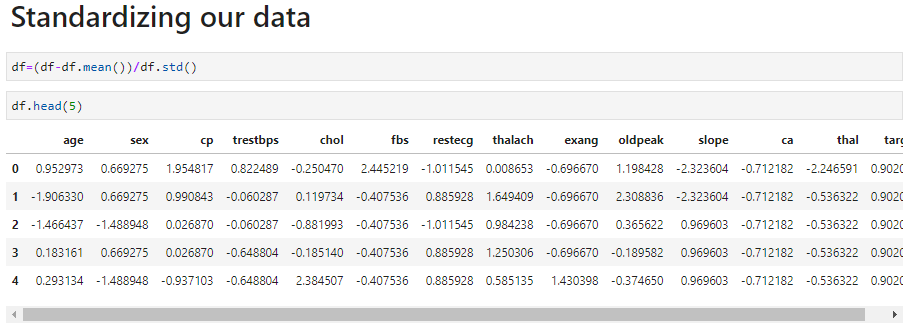 Standardizing our data
df=(df-df.mean())/df.std()
df.head(5)
age sex cp trestbps chol fbs restecg thalach exang oldpeak slope ca thal targ
0 0.952973 0.669275 1.954817 0.822489 -0.250470 2.445219 -1.011545 0.008653 -0.696670 1.198428 -2.323604 -0.712182 -2.246591 0.9020
1 -1.906330 0.669275 0.990843 -0.060287 0.119734 -0.407536 0.885928 1.649409 -0.696670 2.308836 -2.323604 -0.712182 -0.536322 0.9020
2 -1.466437 -1.488948 0.026870 -0.060287 -0.881993 -0.407536 -1.011545 0.984238 -0.696670 0.365622 0.969603 -0.712182 -0.536322 0.9020
3 0.183161 0.669275 0.026870 -0.648804 -0.185140 -0.407536 0.885928 1.250306 -0.696670 -0.189582 0.969603 -0.712182 -0.536322 0.9020
4 0.293134 -1.488948 -0.937103 -0.648804 2.384507 -0.407536 0.885928 0.585135 1.430398 -0.374650 0.969603 -0.712182 -0.536322 0.9020